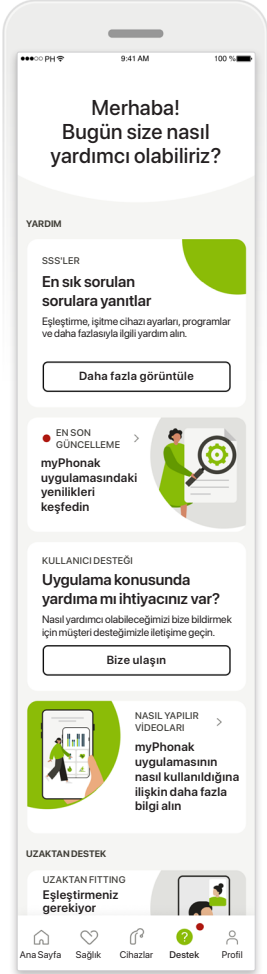 PH 9:41 AM 100 %
Merhaba!
Bugün size nasıl
yardımcı olabiliriz?
YARDIM
SSS'LER
En sık sorulan
sorulara yanıtlar
Eşleştirme, işitme cihazı ayarları, programlar
ve daha fazlasıyla ilgili yardım alın.
Daha fazla görüntüle
EN SON
GÜNCELLEME
myPhonak
uygulamasındaki
yenilikleri
keşfedin
KULLANICI DESTEĞI
Uygulama konusunda
yardıma mı ihtiyacınız var?
Nasıl yardımcı olabileceğimizi bize bildirmek
için müşteri desteğimizle iletişime geçin.
Bize ulaşın
NASIL YAPILIR
VİDEOLARI
myPhonak
uygulamasının
nasıl kullanıldığına
ilişkin daha fazla
bilgi alın
UZAKTAN DESTEK
UZAKTAN FITTING
Eşleştirmeniz
gerekiyor
Ana Sayfa Sağlık Cihazlar Destek Profil